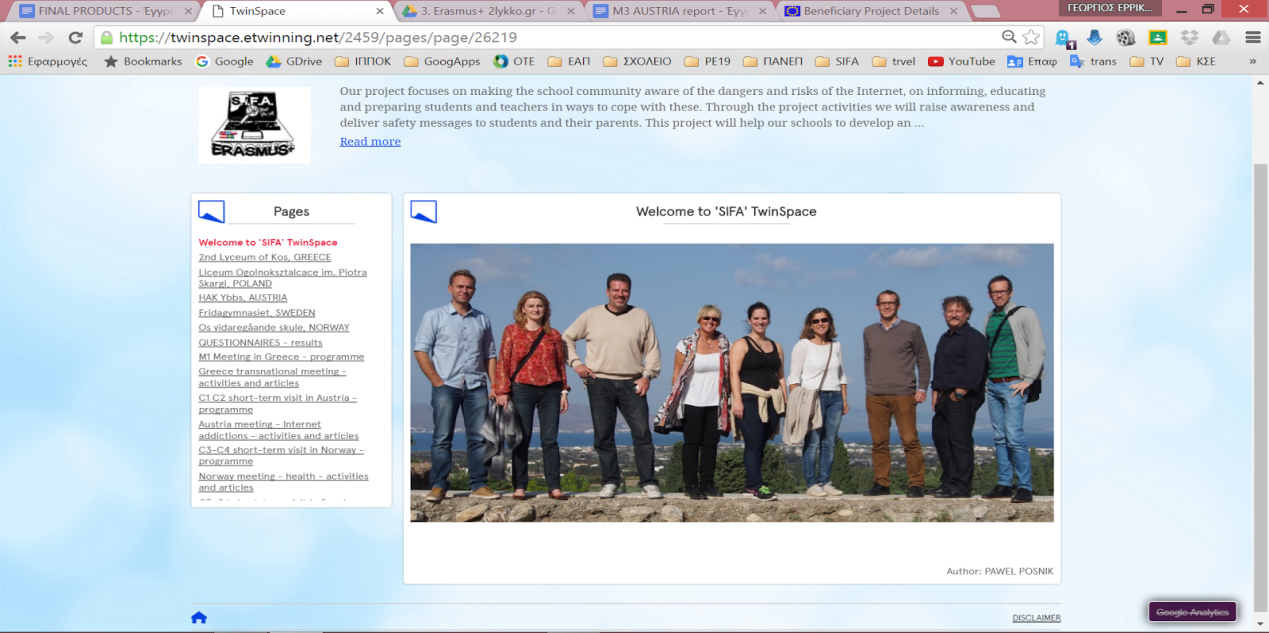 FINAL PRODUCTS - Έγγρ
TwinSpace
3. Erasmus+ 2lykko.gr - G
M3 AUSTRIA report - Έγγ
Beneficiary Project Details
ΓΕΩΡΓΙΟΣ ΕΡΡΙΚ...
https://twinspace.etwinning.net/2459/pages/page/26219
1
Εφαρμογές
Bookmarks
Google
GDrive
ΙΠΠΟΚ
GoogApps
OTE
ΕΑΠ
ΣΧΟΛΕΙΟ
PE19
ΠΑΝΕΠ
SIFA
trvel
YouTube
Επαφ
trans
TV
ΚΣΕ
»
S.I.F.A.
ERASMUS+
Our project focuses on making the school community aware of the dangers and risks of the Internet, on informing, educating
and preparing students and teachers in ways to cope with these. Through the project activities we will raise awareness and
deliver safety messages to students and their parents. This project will help our schools to develop an ...
Read more
Pages
Welcome to 'SIFA' TwinSpace
2nd Lyceum of Kos, GREECE
Liceum Ogolnoksztalcace im. Piotra
Skargi, POLAND
HAK Ybbs, AUSTRIA
Fridagymnasiet, SWEDEN
Os vidaregåande skule, NORWAY
QUESTIONNAIRES - results
M1 Meeting in Greece - programme
Greece transnational meeting -
activities and articles
C1 C2 short-term visit in Austria -
programme
Austria meeting - Internet
addictions - activities and articles
C3-C4 short-term visit in Norway -
programme
Norway meeting - health - activities
and articles
Welcome to 'SIFA' TwinSpace
Author: PAWEL POSNIK
DISCLAIMER
Google Analytics